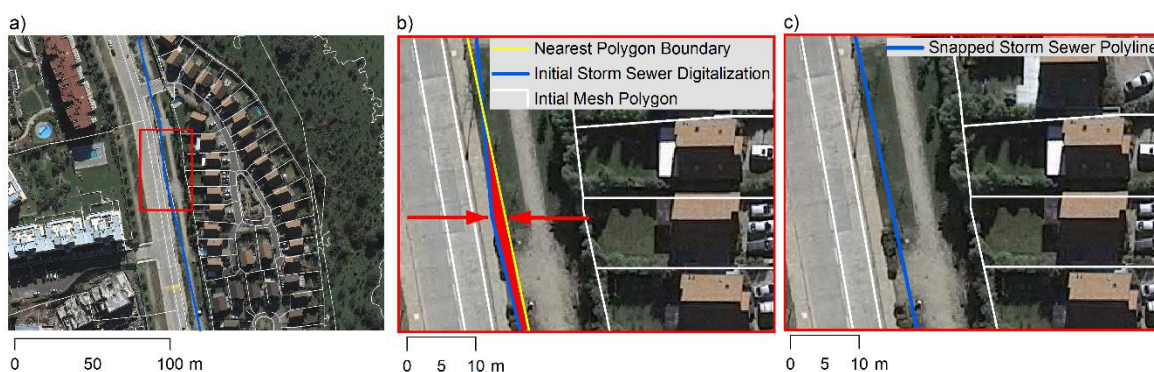 a)
b)
c)
Nearest Polygon Boundary
Initial Storm Sewer Digitalization
Intial Mesh Polygon
Snapped Storm Sewer Polyline
0 50 100 m
0 5 10 m
0 5 10 m